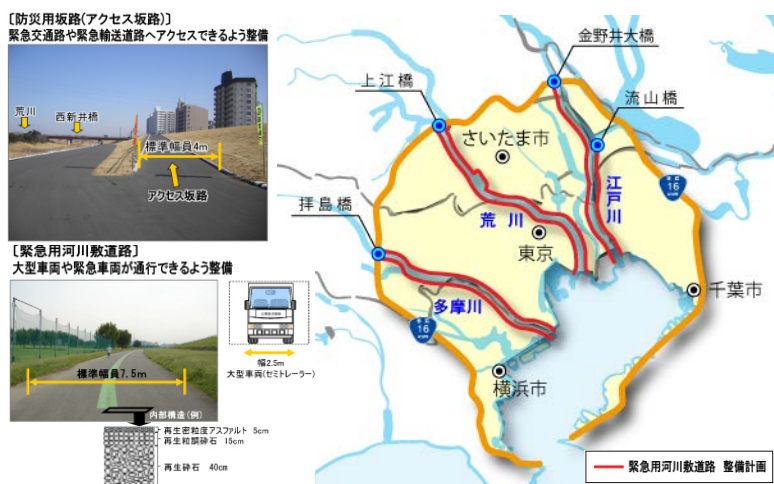 ［防災用坂路(アクセス坂路)］
緊急交通路や緊急輸送道路へアクセスできるよう整備
荒川
西新井橋
標準幅員4m
アクセス坂路
［緊急用河川敷道路］
大型車両や緊急車両が通行できるよう整備
標準幅員7.5m
幅2.5m
大型車両(セミトレーラー)
内部構造(例)
再生密粒度アスファルト 5cm
再生粒調砕石 15cm
再生砕石 40cm
金野井大橋
上江橋
流山橋
さいたま市
江戸川
16
拝島橋
荒川
東京
多摩川
千葉市
16
横浜市
緊急用河川敷道路 整備計画